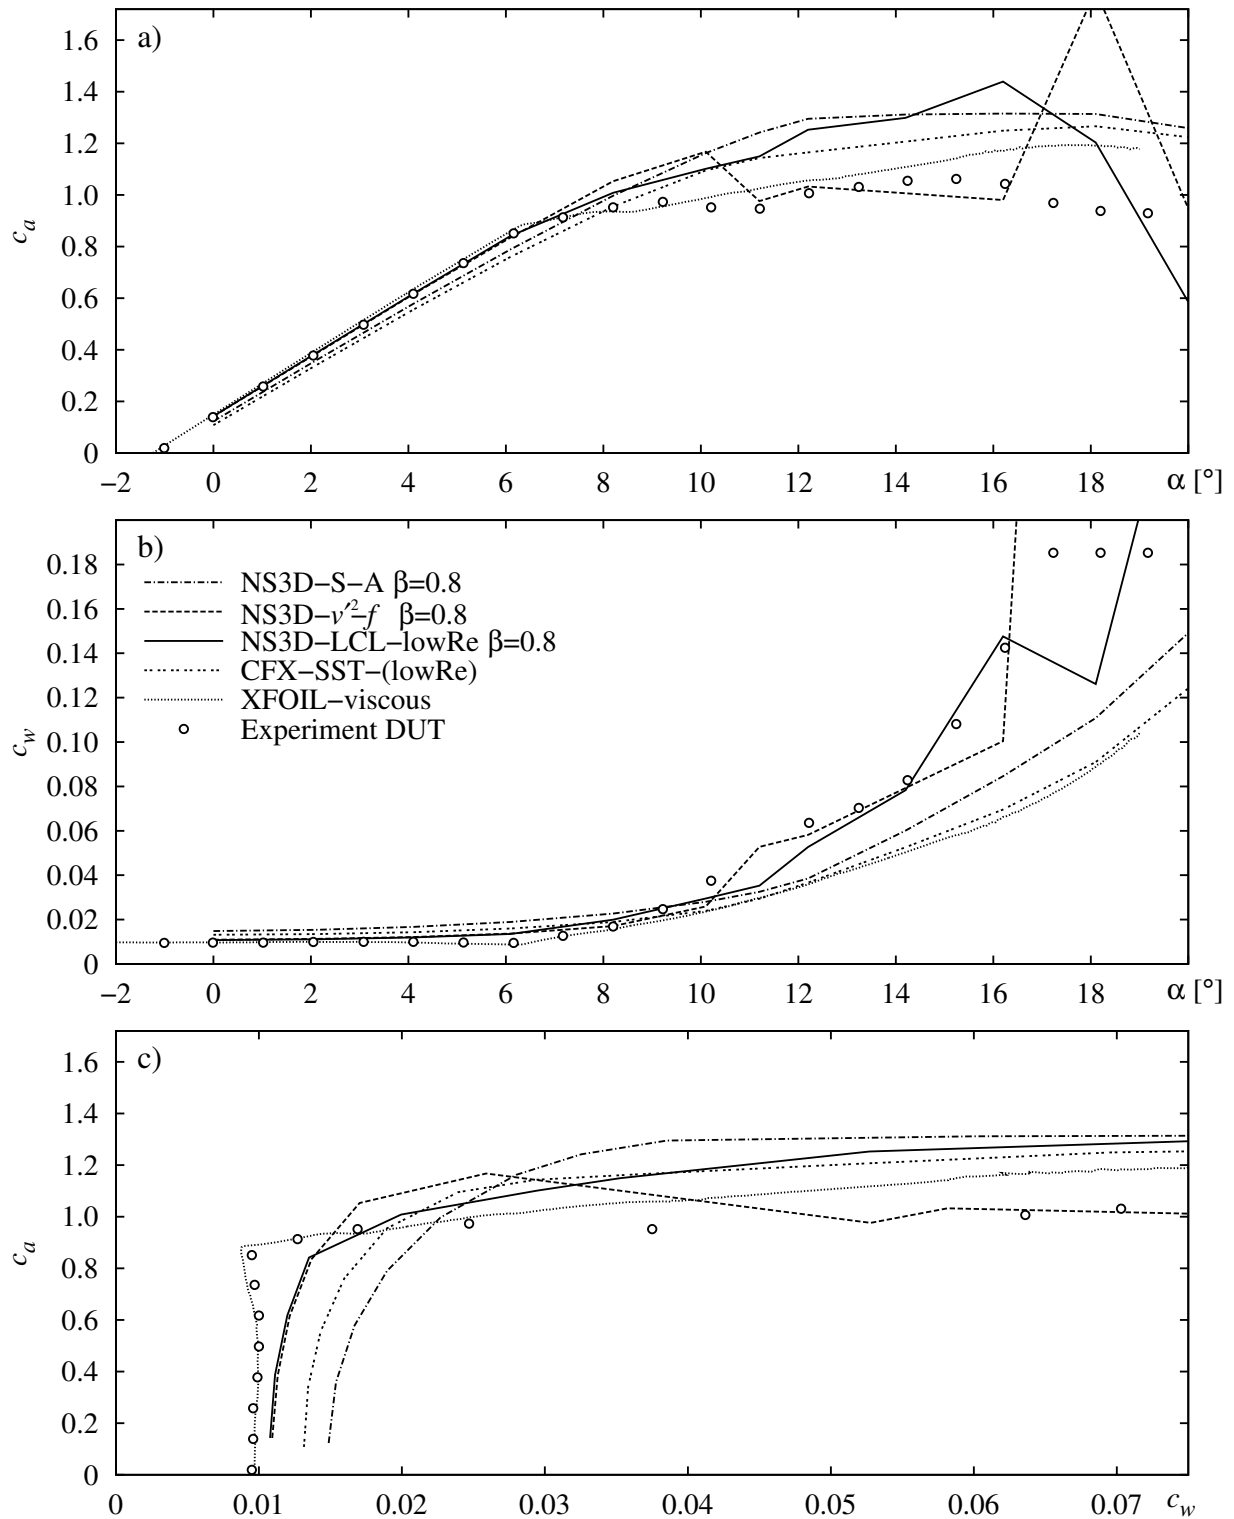 a)
1.6
1.4
1.2
1.0
0.8
0.6
0.4
0.2
0
c_a
−2 0 2 4 6 8 10 12 14 16 18 α [°]
b)
0.18
0.16
0.14
0.12
0.10
0.08
0.06
0.04
0.02
0
c_w
NS3D−S−A β=0.8
NS3D−v′²−f β=0.8
NS3D−LCL−lowRe β=0.8
CFX−SST−(lowRe)
XFOIL−viscous
Experiment DUT
−2 0 2 4 6 8 10 12 14 16 18 α [°]
c)
1.6
1.4
1.2
1.0
0.8
0.6
0.4
0.2
0
c_a
0 0.01 0.02 0.03 0.04 0.05 0.06 0.07 c_w